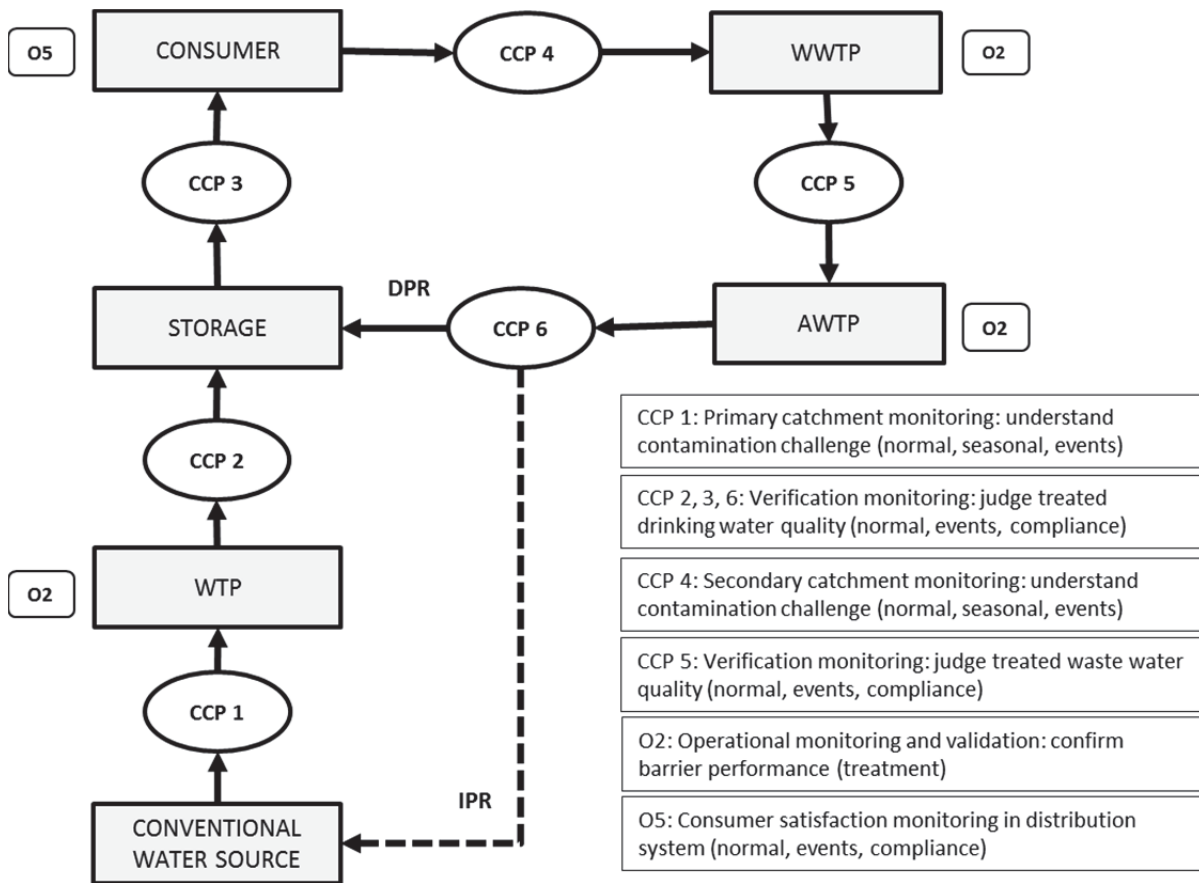 O5
CONSUMER
CCP 4
WWTP
O2
CCP 3
CCP 5
DPR
STORAGE
CCP 6
AWTP
O2
CCP 2
WTP
O2
CCP 1
IPR
CONVENTIONAL
WATER SOURCE
CCP 1: Primary catchment monitoring: understand
contamination challenge (normal, seasonal, events)
CCP 2, 3, 6: Verification monitoring: judge treated
drinking water quality (normal, events, compliance)
CCP 4: Secondary catchment monitoring: understand
contamination challenge (normal, seasonal, events)
CCP 5: Verification monitoring: judge treated waste water
quality (normal, events, compliance)
O2: Operational monitoring and validation: confirm
barrier performance (treatment)
O5: Consumer satisfaction monitoring in distribution
system (normal, events, compliance)